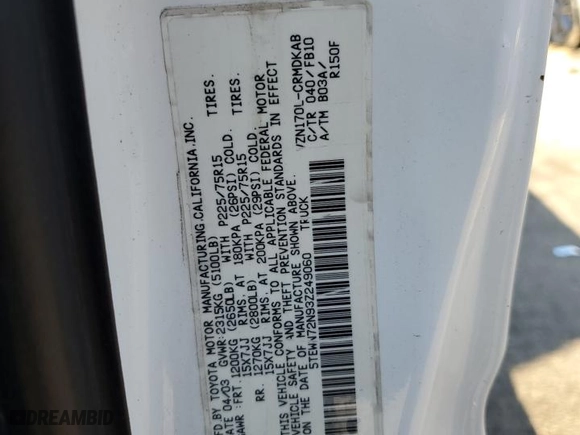 MFD BY TOYOTA MOTOR MANUFACTURING.CALIFORNIA.INC.
DATE 04/03 GVWR:2315KG (5100LB)
GAWR :FRT.1200KG (2650LB) WITH P225/75R15 TIRES.
15X7JJ RIMS.AT 180KPA (26PSI) COLD.
RR. 1270KG (2800LB) WITH P225/75R15 TIRES.
15X7JJ RIMS.AT 200KPA (29PSI) COLD.
THIS VEHICLE CONFORMS TO ALL APPLICABLE FEDERAL MOTOR
VEHICLE SAFETY AND THEFT PREVENTION STANDARDS IN EFFECT
ON THE DATE OF MANUFACTURE SHOWN ABOVE.
5TEWN72N93Z249060 TRUCK
VZN170L-CRMDKAB
C/TR 040/FB10
A/TM B03A/
R150F
EIDREAMBID